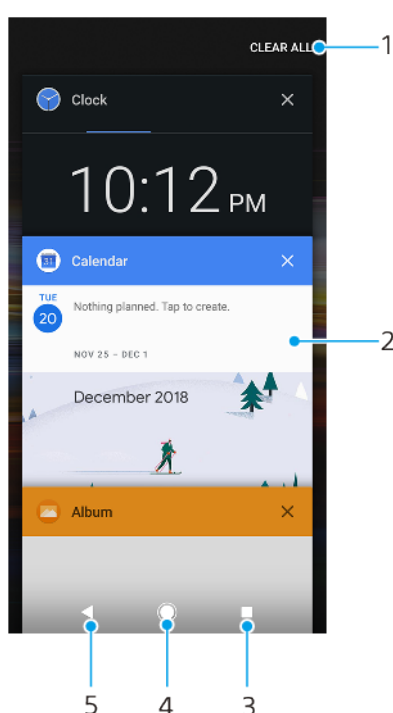 CLEAR ALL
1
Clock
10:12 PM
Calendar
TUE
20
Nothing planned. Tap to create.
2
NOV 25 – DEC 1
December 2018
Album
5
4
3